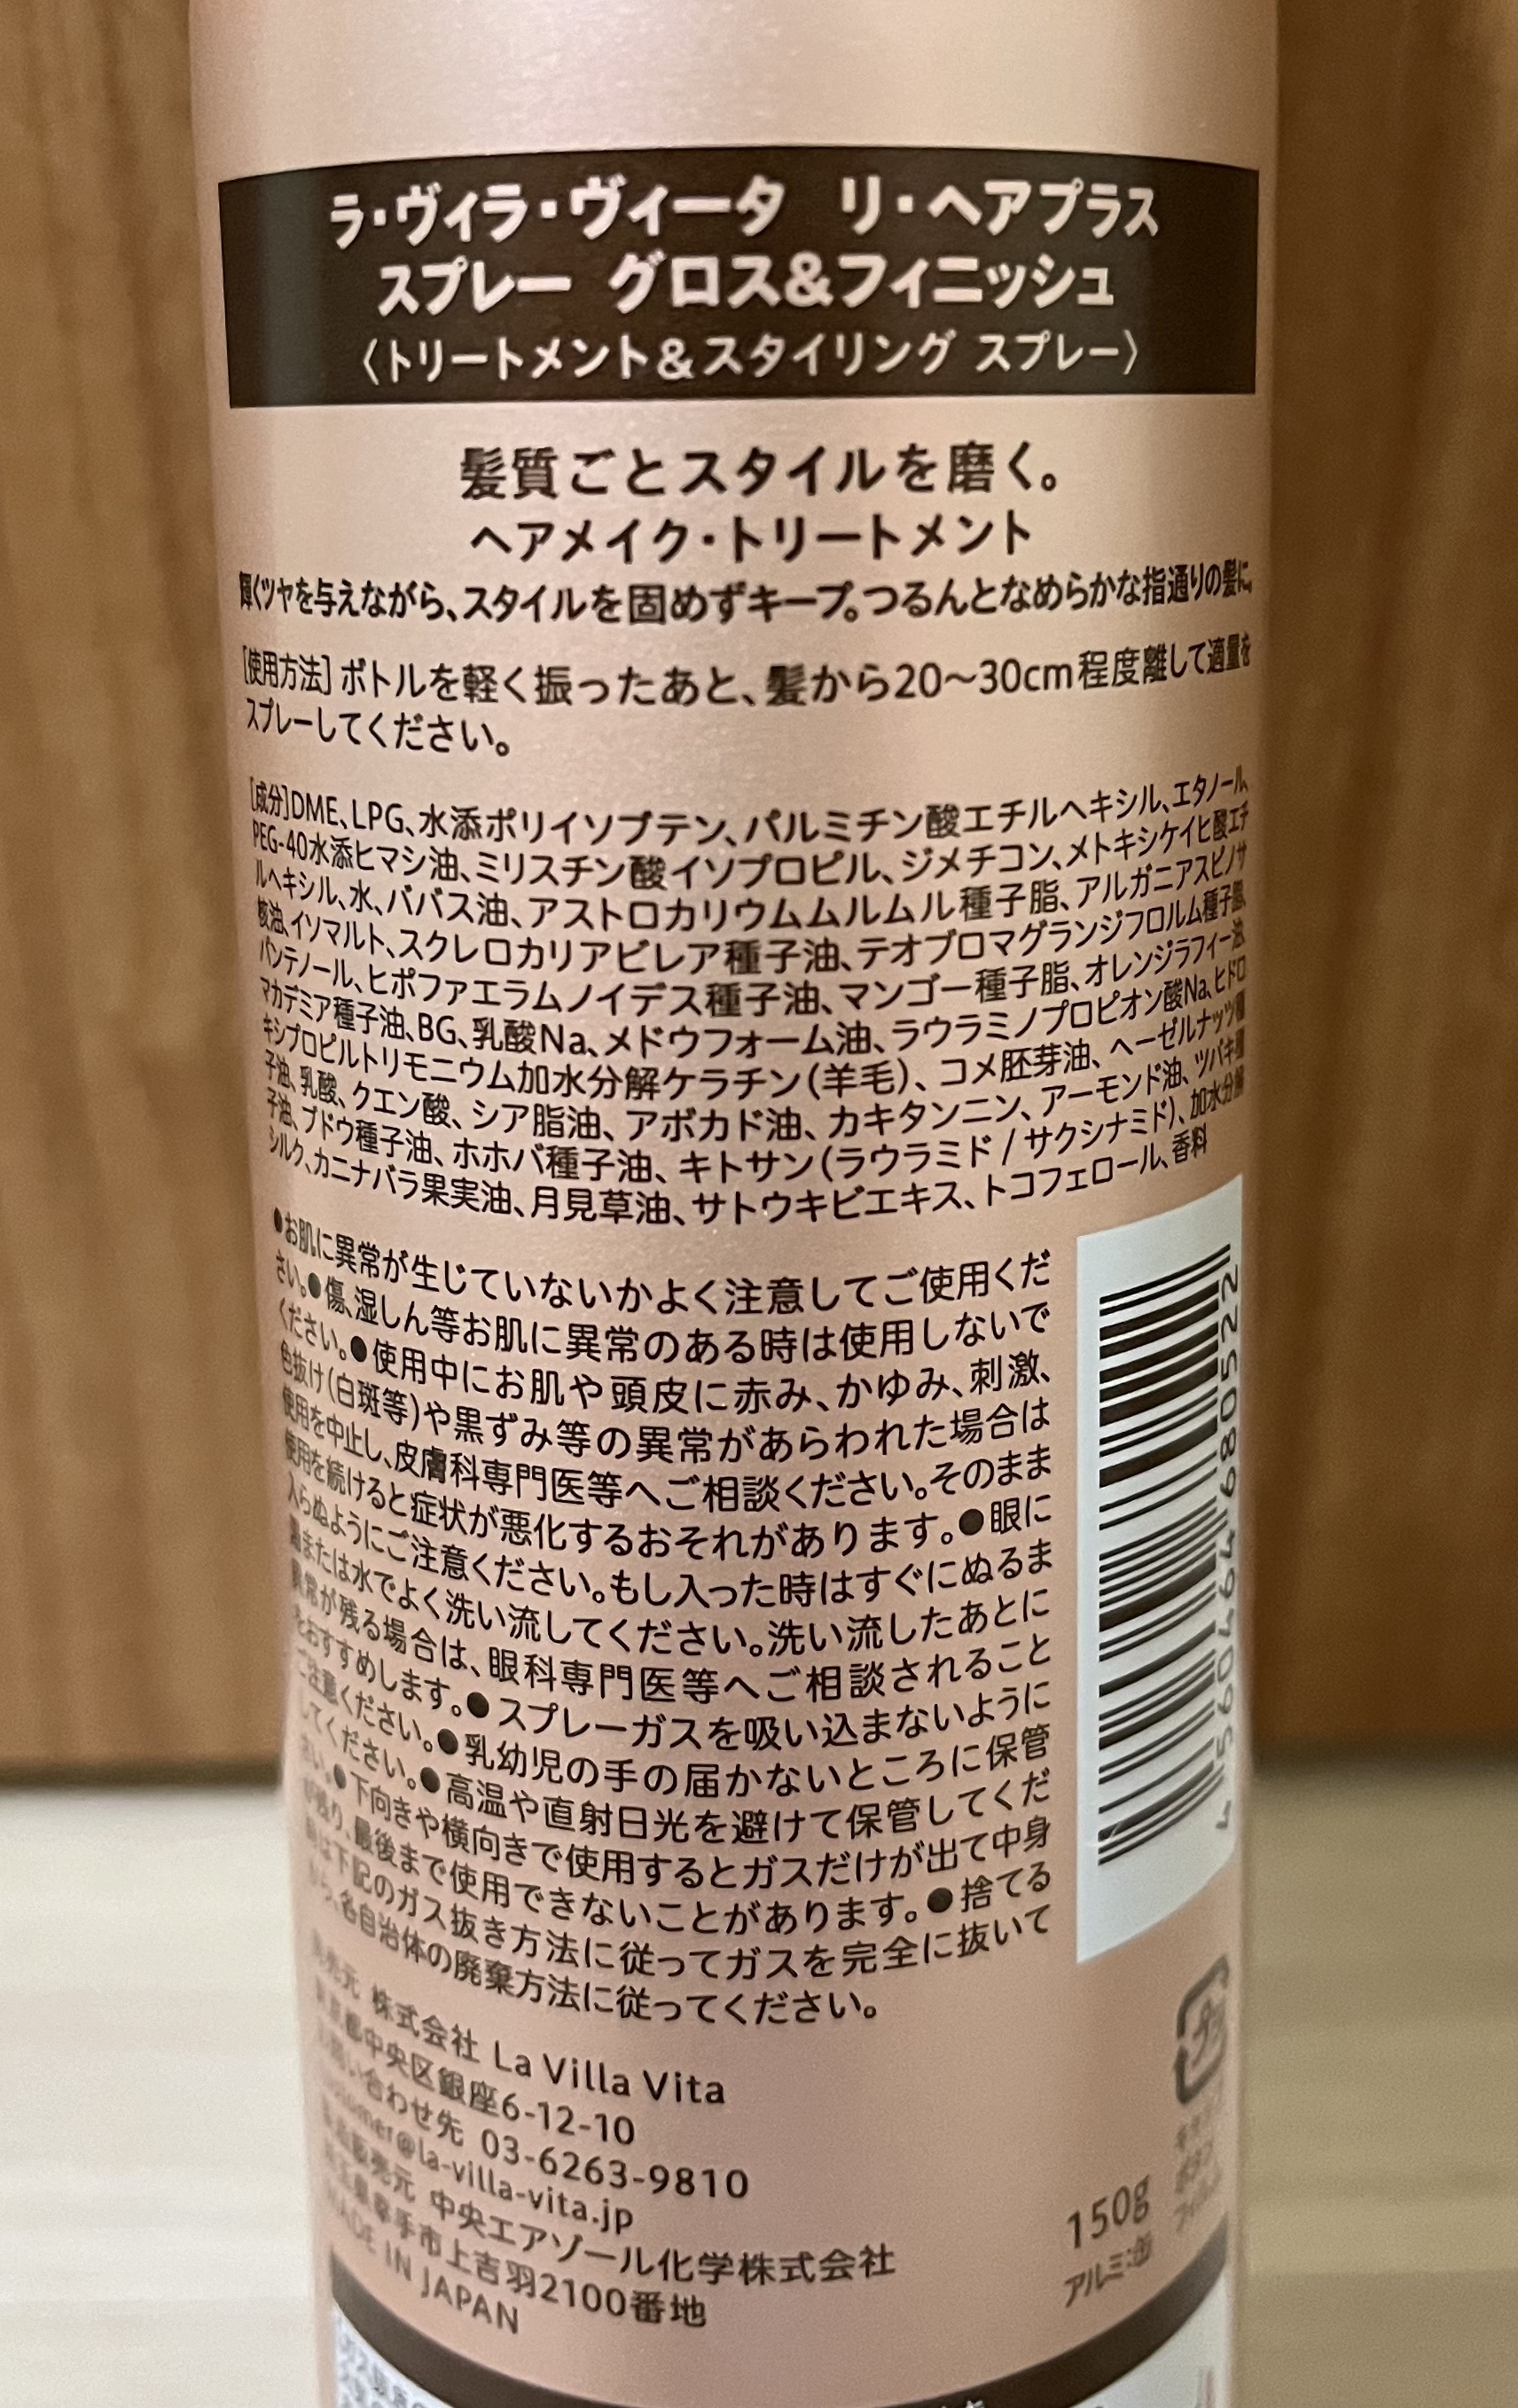 ラ・ヴィラ・ヴィータ リ・ヘアプラス
スプレー グロス&フィニッシュ
〈トリートメント&スタイリング スプレー〉
髪質ごとスタイルを磨く。
ヘアメイク・トリートメント
輝くツヤを与えながら、スタイルを固めずキープ。つるんとなめらかな指通りの髪に。
[使用方法] ボトルを軽く振ったあと、髪から20〜30cm程度離して適量を
スプレーしてください。
[成分]DME、LPG、水添ポリイソブテン、パルミチン酸エチルヘキシル、エタノール、
PEG-40水添ヒマシ油、ミリスチン酸イソプロピル、ジメチコン、メトキシケイヒ酸エチ
ルヘキシル、水、ババス油、アストロカリウムムルムル種子脂、アルガニアスピノサ
核油、イソマルト、スクレロカリアビレア種子油、テオブロマグランジフロルム種子脂、
パンテノール、ヒポファエラムノイデス種子油、マンゴー種子脂、オレンジラフィー油、
マカデミア種子油、BG、乳酸Na、メドウフォーム油、ラウラミノプロピオン酸Na、ヒドロ
キシプロピルトリモニウム加水分解ケラチン(羊毛)、コメ胚芽油、ヘーゼルナッツ種
子油、乳酸、クエン酸、シア脂油、アボカド油、カキタンニン、アーモンド油、ツバキ種
子油、ブドウ種子油、ホホバ種子油、キトサン(ラウラミド / サクシナミド)、加水分解
シルク、カニナバラ果実油、月見草油、サトウキビエキス、トコフェロール、香料
●お肌に異常が生じていないかよく注意してご使用くだ
さい。●傷、湿しん等お肌に異常のある時は使用しないで
ください。●使用中にお肌や頭皮に赤み、かゆみ、刺激、
色抜け(白斑等)や黒ずみ等の異常があらわれた場合は
使用を中止し、皮膚科専門医等へご相談ください。そのまま
使用を続けると症状が悪化するおそれがあります。●眼に
入らぬようにご注意ください。もし入った時はすぐにぬるま
湯または水でよく洗い流してください。洗い流したあとに
異常が残る場合は、眼科専門医等へご相談されること
をおすすめします。●スプレーガスを吸い込まないように
ご注意ください。●乳幼児の手の届かないところに保管
してください。●高温や直射日光を避けて保管してくだ
さい。●下向きや横向きで使用するとガスだけが出て中身
が残り、最後まで使用できないことがあります。●捨てる
時は下記のガス抜き方法に従ってガスを完全に抜いて
から、各自治体の廃棄方法に従ってください。
4 560464 680522
発売元 株式会社 La Villa Vita
東京都中央区銀座6-12-10
お問い合わせ先 03-6263-9810
customer@la-villa-vita.jp
製造販売元 中央エアゾール化学株式会社
埼玉県幸手市上吉羽2100番地
MADE IN JAPAN
150g
アルミ缶